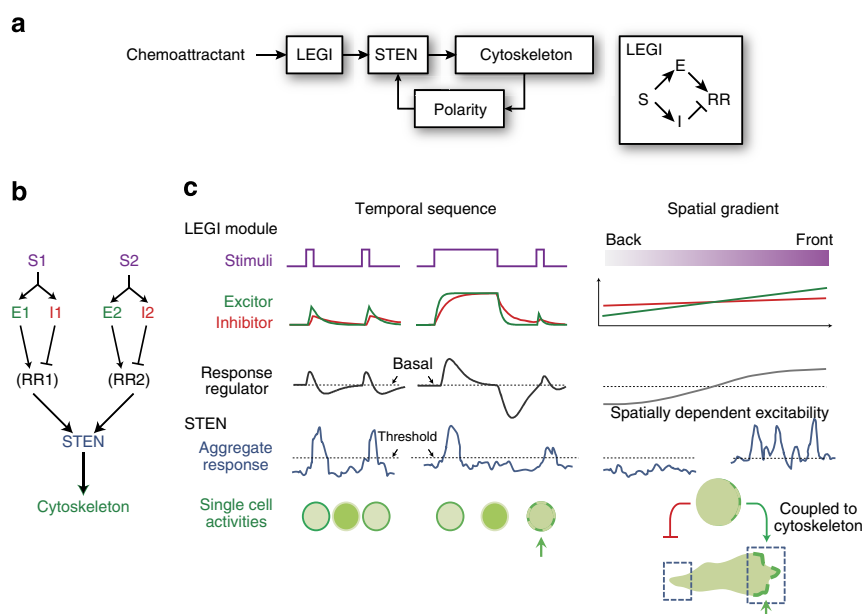 a
Chemoattractant
LEGI
STEN
Cytoskeleton
Polarity
LEGI
E
S
RR
I
b
S1
S2
E1
I1
E2
I2
(RR1)
(RR2)
STEN
Cytoskeleton
c
Temporal sequence
Spatial gradient
LEGI module
Stimuli
Back
Front
Excitor
Inhibitor
Response
regulator
Basal
STEN
Spatially dependent excitability
Aggregate
response
Threshold
Single cell
activities
Coupled to
cytoskeleton